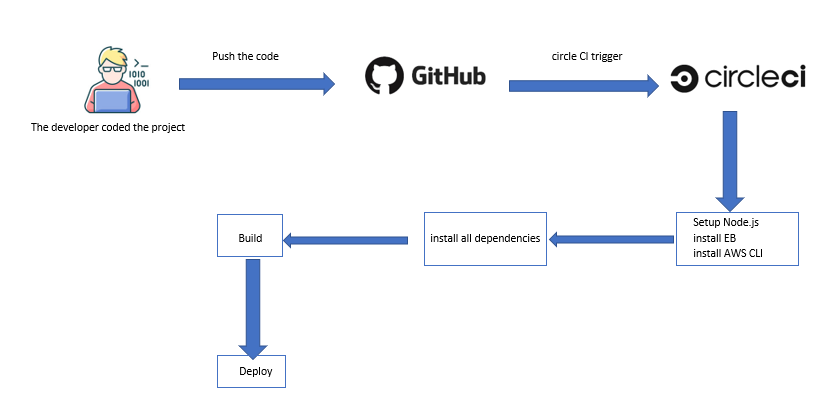 Push the code
circle CI trigger
>_
1010
1001
GitHub
circleci
The developer coded the project
Setup Node.js
install EB
install AWS CLI
install all dependencies
Build
Deploy